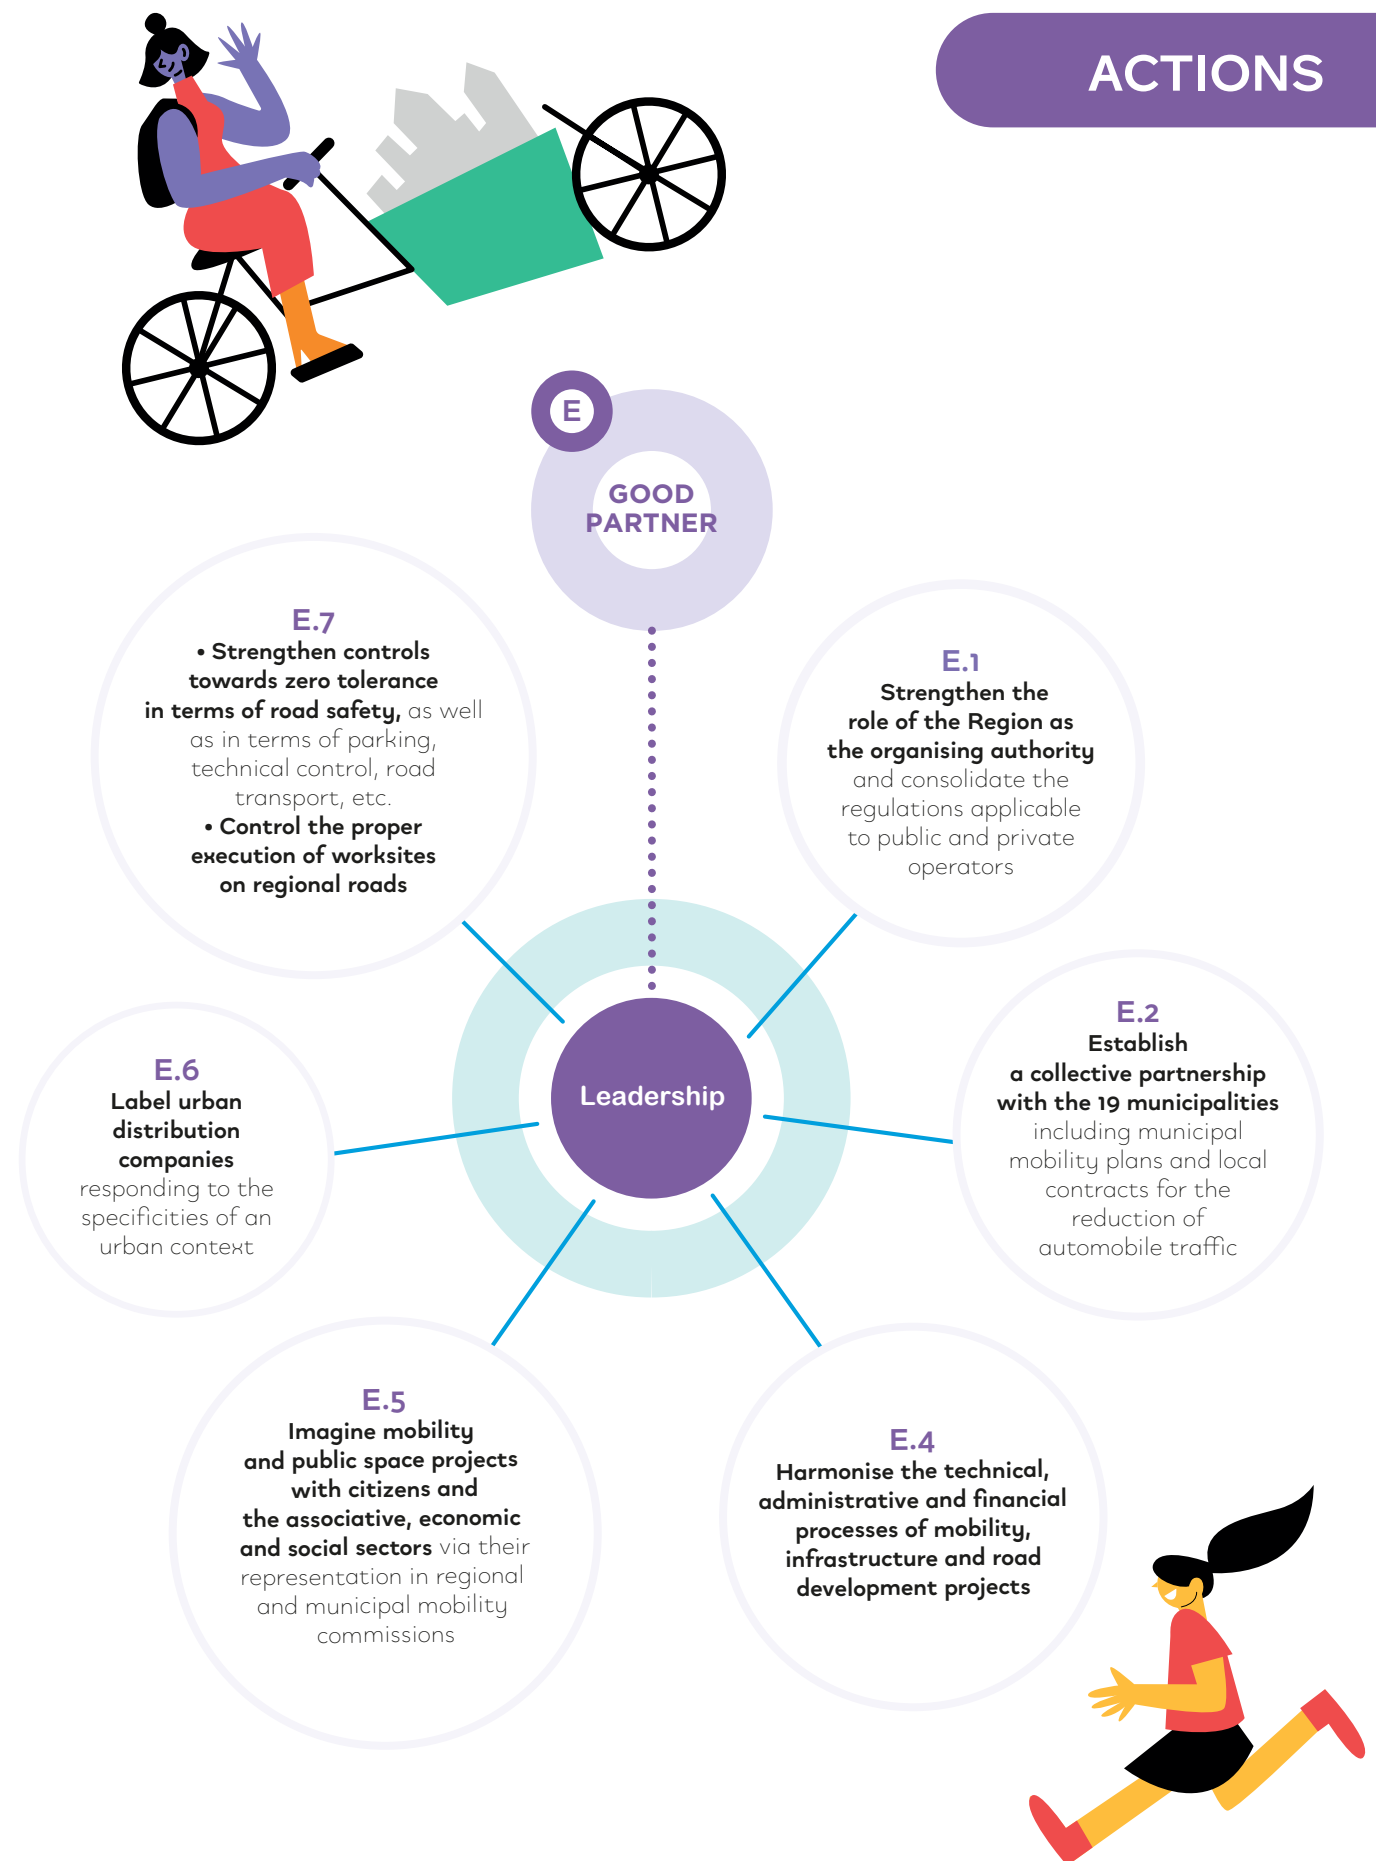 ACTIONS
E
GOOD
PARTNER
E.7
• Strengthen controls
towards zero tolerance
in terms of road safety, as well
as in terms of parking,
technical control, road
transport, etc.
• Control the proper
execution of worksites
on regional roads
E.1
Strengthen the
role of the Region as
the organising authority
and consolidate the
regulations applicable
to public and private
operators
E.2
Establish
a collective partnership
with the 19 municipalities
including municipal
mobility plans and local
contracts for the
reduction of
automobile traffic
Leadership
E.6
Label urban
distribution
companies
responding to the
specificities of an
urban context
E.5
Imagine mobility
and public space projects
with citizens and
the associative, economic
and social sectors via their
representation in regional
and municipal mobility
commissions
E.4
Harmonise the technical,
administrative and financial
processes of mobility,
infrastructure and road
development projects